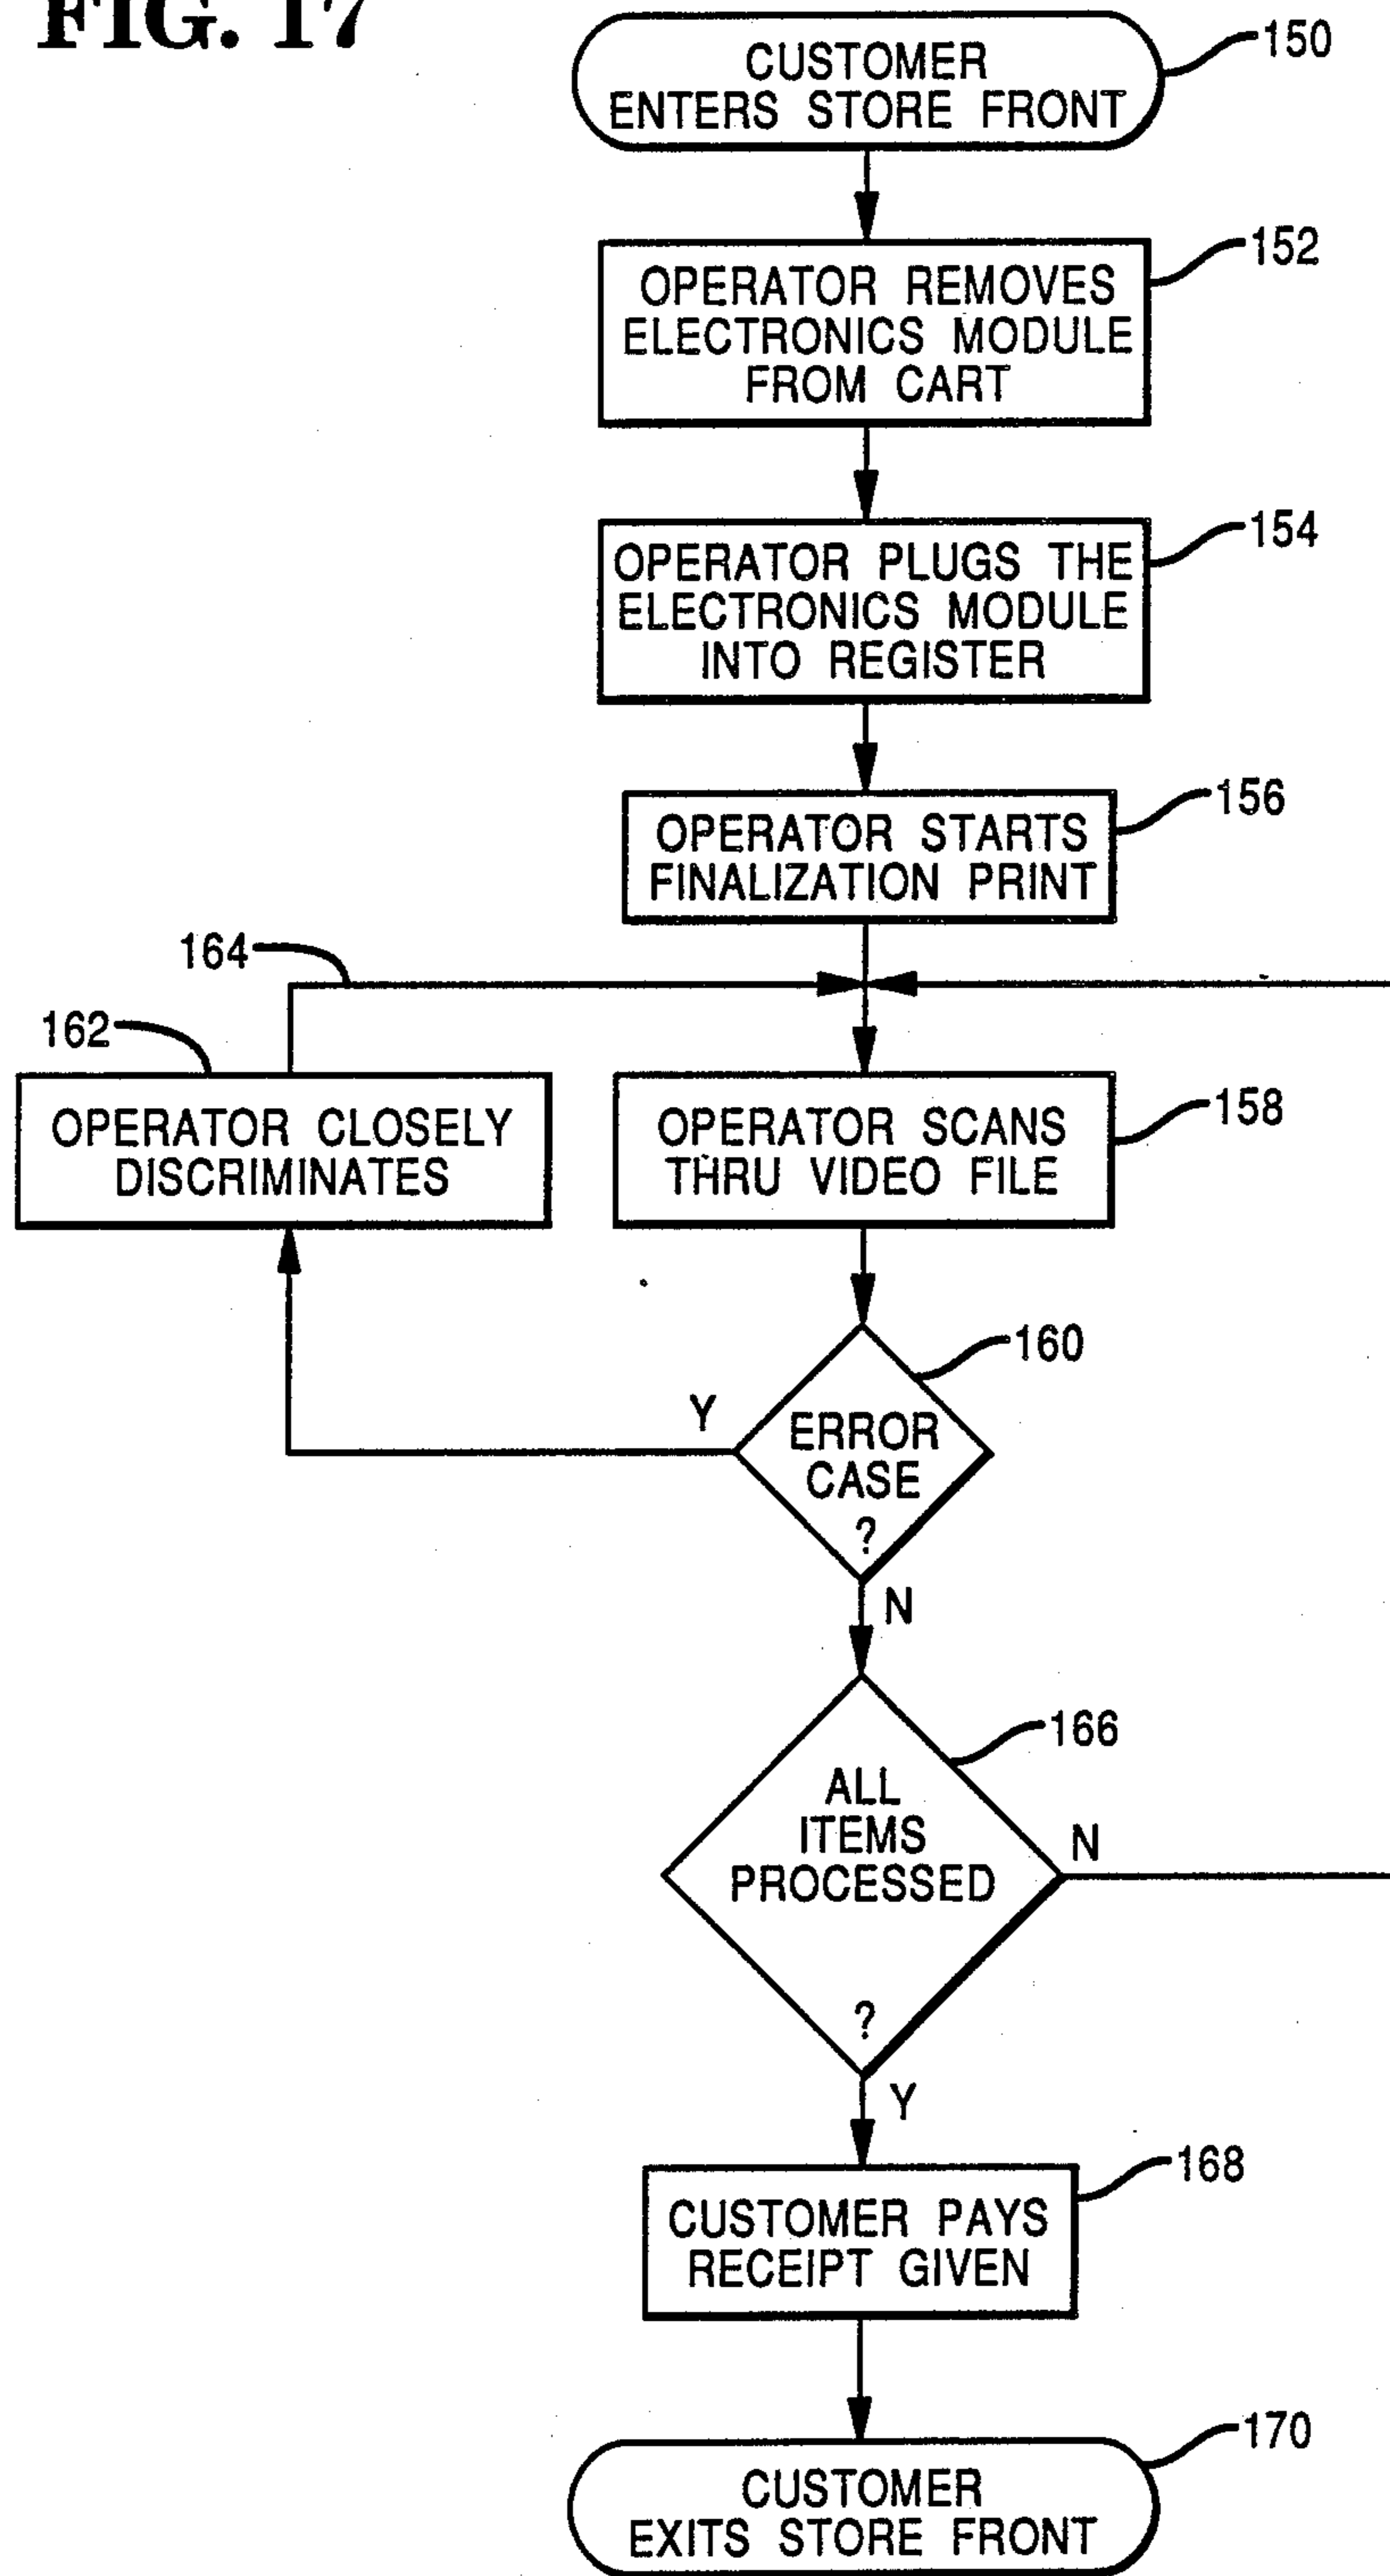 FIG. 17
CUSTOMER
ENTERS STORE FRONT
150
OPERATOR REMOVES
ELECTRONICS MODULE
FROM CART
152
OPERATOR PLUGS THE
ELECTRONICS MODULE
INTO REGISTER
154
OPERATOR STARTS
FINALIZATION PRINT
156
164
162
OPERATOR CLOSELY
DISCRIMINATES
OPERATOR SCANS
THRU VIDEO FILE
158
ERROR
CASE
?
160
Y
N
ALL
ITEMS
PROCESSED
?
166
N
Y
CUSTOMER PAYS
RECEIPT GIVEN
168
CUSTOMER
EXITS STORE FRONT
170